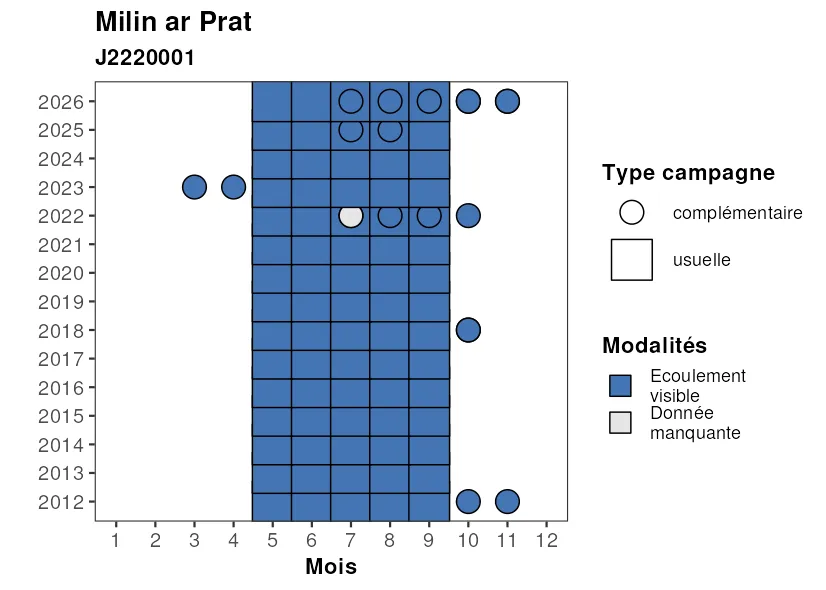 Milin ar Prat
J2220001
2026
2025
2024
2023
2022
2021
2020
2019
2018
2017
2016
2015
2014
2013
2012
1 2 3 4 5 6 7 8 9 10 11 12
Mois
Type campagne
complémentaire
usuelle
Modalités
Ecoulement
visible
Donnée
manquante